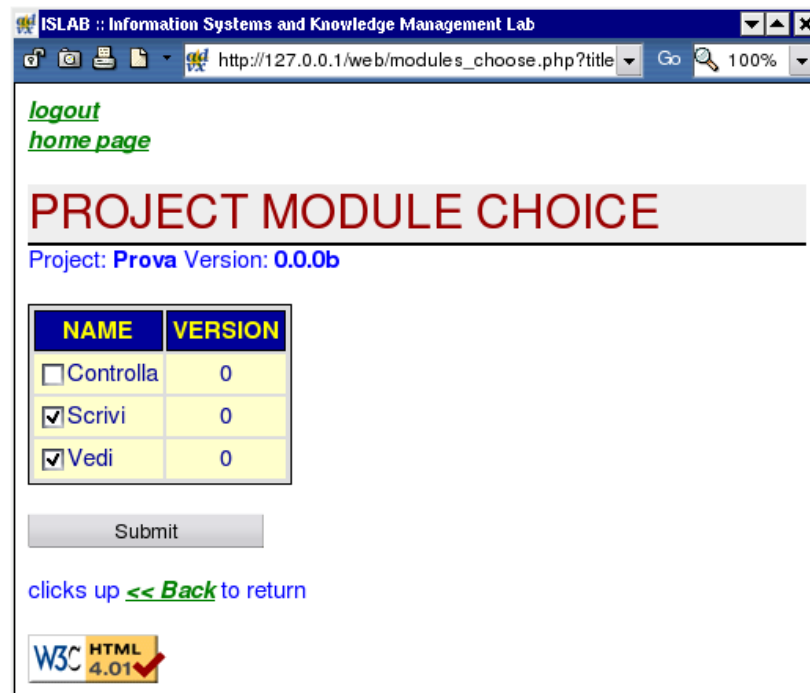 ISLAB :: Information Systems and Knowledge Management Lab
http://127.0.0.1/web/modules_choose.php?title Go 100%
logout
home page
PROJECT MODULE CHOICE
Project: Prova Version: 0.0.0b
NAME VERSION
Controlla 0
Scrivi 0
Vedi 0
Submit
clicks up << Back to return
W3C HTML
4.01